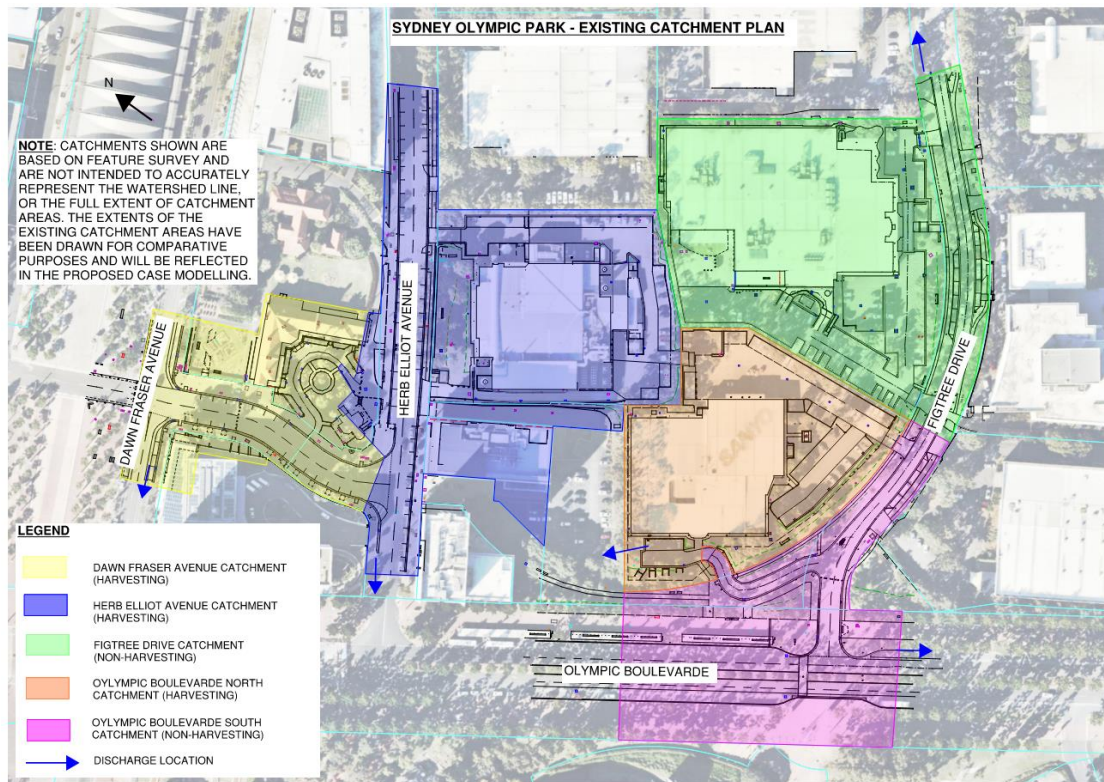 SYDNEY OLYMPIC PARK - EXISTING CATCHMENT PLAN
N
NOTE: CATCHMENTS SHOWN ARE
BASED ON FEATURE SURVEY AND
ARE NOT INTENDED TO ACCURATELY
REPRESENT THE WATERSHED LINE,
OR THE FULL EXTENT OF CATCHMENT
AREAS. THE EXTENTS OF THE
EXISTING CATCHMENT AREAS HAVE
BEEN DRAWN FOR COMPARATIVE
PURPOSES AND WILL BE REFLECTED
IN THE PROPOSED CASE MODELLING.
DAWN FRASER AVENUE
HERB ELLIOT AVENUE
FIGTREE DRIVE
OLYMPIC BOULEVARDE
LEGEND
DAWN FRASER AVENUE CATCHMENT
(HARVESTING)
HERB ELLIOT AVENUE CATCHMENT
(HARVESTING)
FIGTREE DRIVE CATCHMENT
(NON-HARVESTING)
OYLYMPIC BOULEVARDE NORTH
CATCHMENT (HARVESTING)
OYLYMPIC BOULEVARDE SOUTH
CATCHMENT (NON-HARVESTING)
DISCHARGE LOCATION